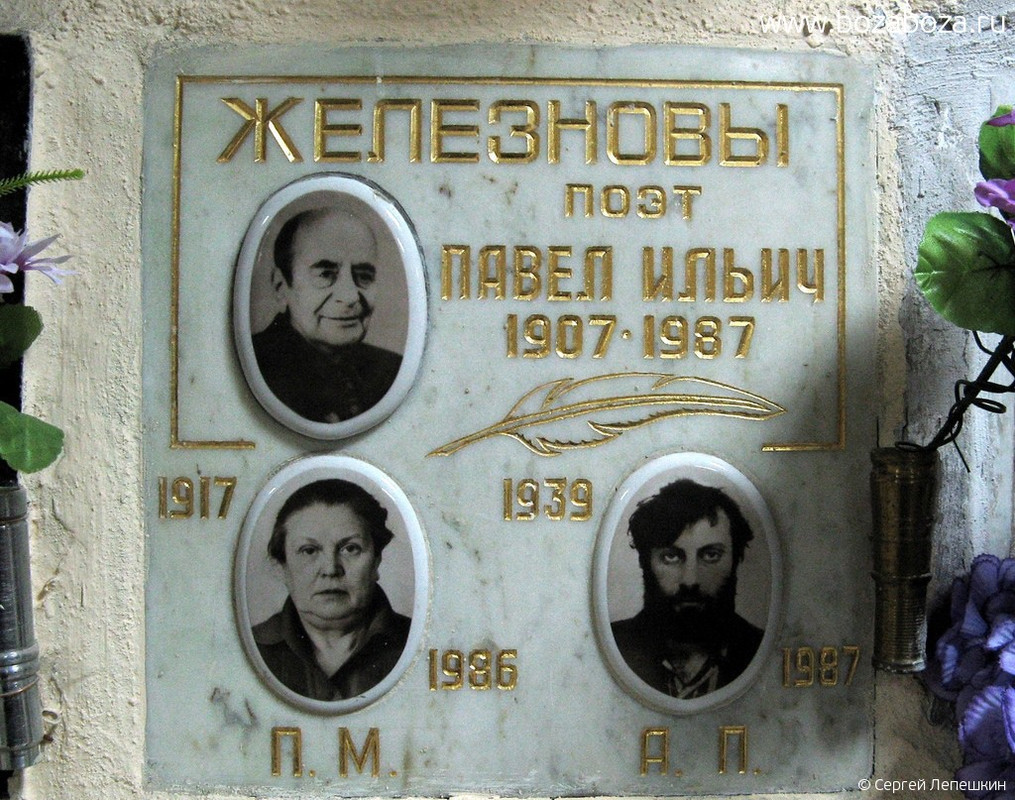 www.bozaboza.ru
ЖЕЛЕЗНОВЫ
ПОЭТ
ПАВЕЛ ИЛЬИЧ
1907·1987
1917
1986
П. М.
1939
1987
А. П.
© Сергей Лепешкин